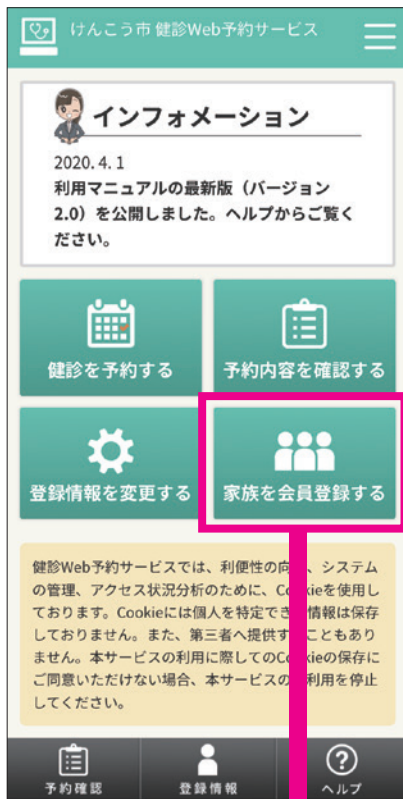 けんこう市 健診Web予約サービス
インフォメーション
2020.4.1
利用マニュアルの最新版（バージョン
2.0）を公開しました。ヘルプからご覧く
ださい。
健診を予約する
予約内容を確認する
登録情報を変更する
家族を会員登録する
健診Web予約サービスでは、利便性の向、システム
の管理、アクセス状況分析のために、C kieを使用し
ております。Cookieには個人を特定でき 情報は保存
しておりません。また、第三者へ提供す こともあり
ません。本サービスの利用に際してのC kieの保存に
ご同意いただけない場合、本サービスの 利用を停止
してください。
予約確認
登録情報
ヘルプ